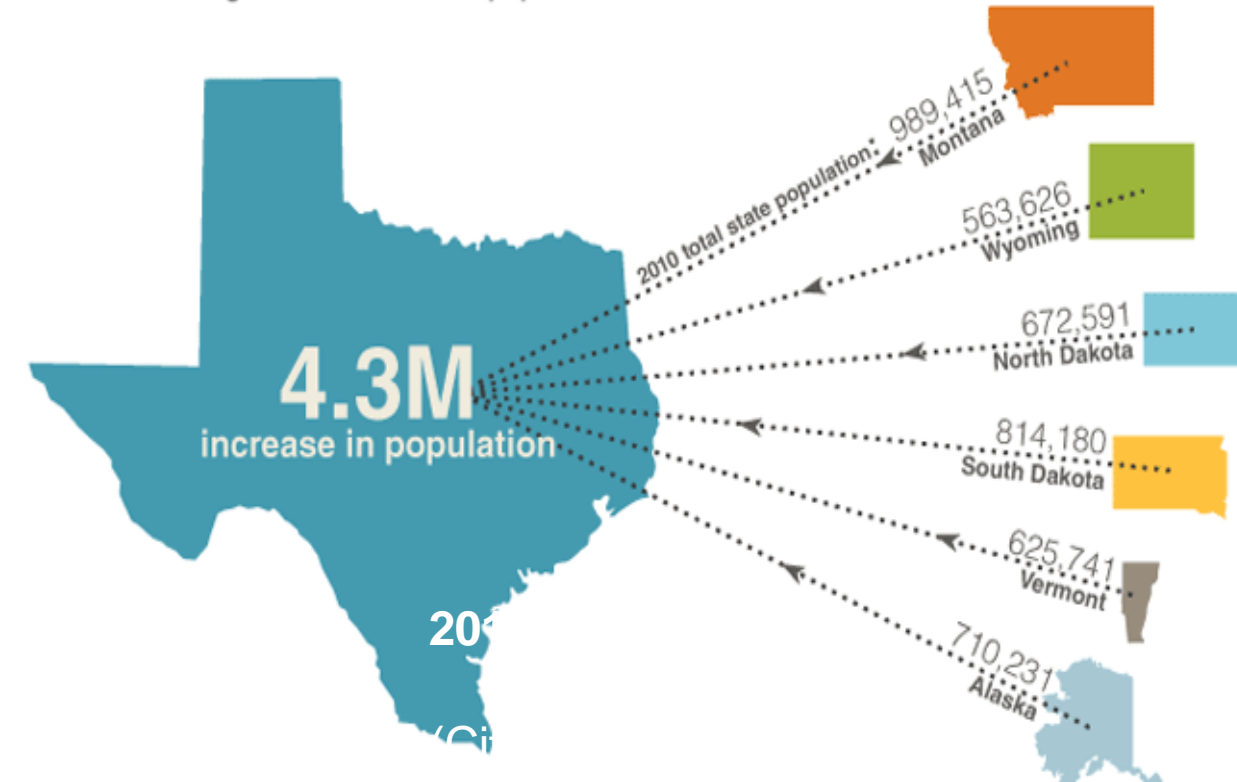 4.3M
increase in population
2010 total state population:
989,415
Montana
563,626
Wyoming
672,591
North Dakota
814,180
South Dakota
625,741
Vermont
710,231
Alaska